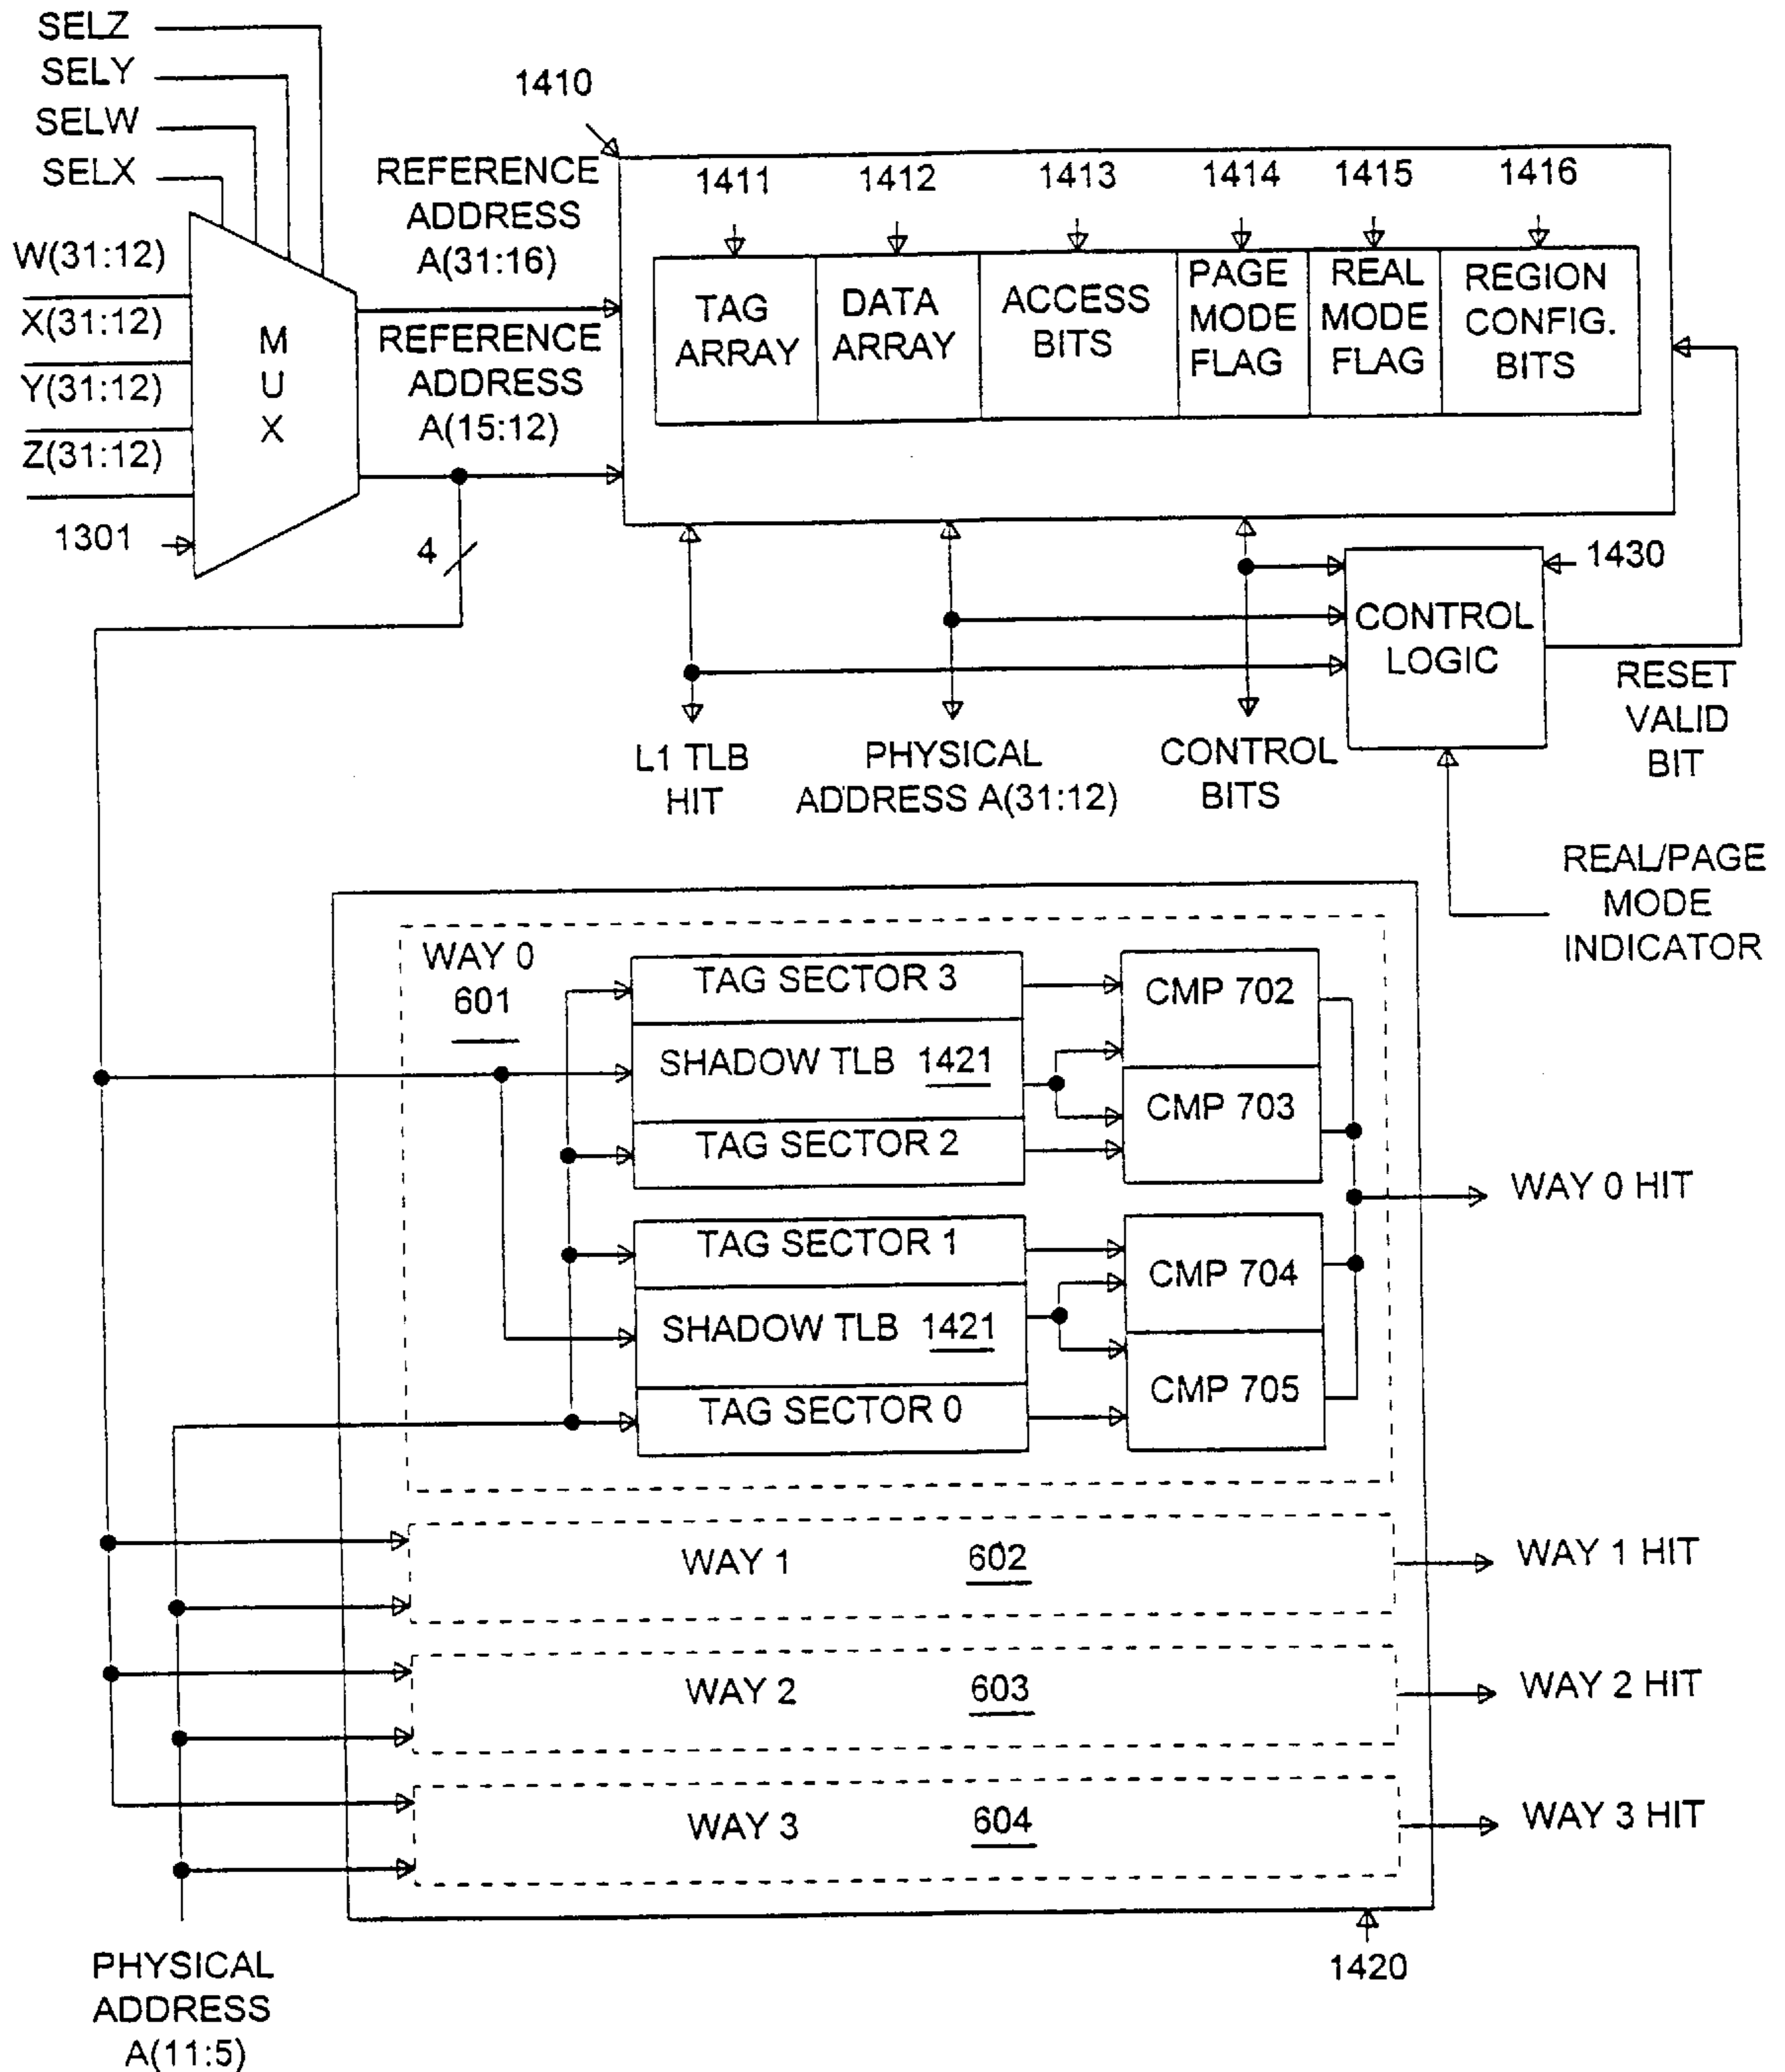 SELZ
SELY
SELW
SELX
W(31:12)
X(31:12)
Y(31:12)
Z(31:12)
1301
M
U
X
REFERENCE
ADDRESS
A(31:16)
REFERENCE
ADDRESS
A(15:12)
4
1410
1411
1412
1413
1414
1415
1416
TAG
ARRAY
DATA
ARRAY
ACCESS
BITS
PAGE
MODE
FLAG
REAL
MODE
FLAG
REGION
CONFIG.
BITS
1430
CONTROL
LOGIC
RESET
VALID
BIT
L1 TLB
HIT
PHYSICAL
ADDRESS A(31:12)
CONTROL
BITS
REAL/PAGE
MODE
INDICATOR
WAY 0
601
TAG SECTOR 3
SHADOW TLB 1421
TAG SECTOR 2
CMP 702
CMP 703
TAG SECTOR 1
SHADOW TLB 1421
TAG SECTOR 0
CMP 704
CMP 705
WAY 0 HIT
WAY 1 602
WAY 1 HIT
WAY 2 603
WAY 2 HIT
WAY 3 604
WAY 3 HIT
1420
PHYSICAL
ADDRESS
A(11:5)